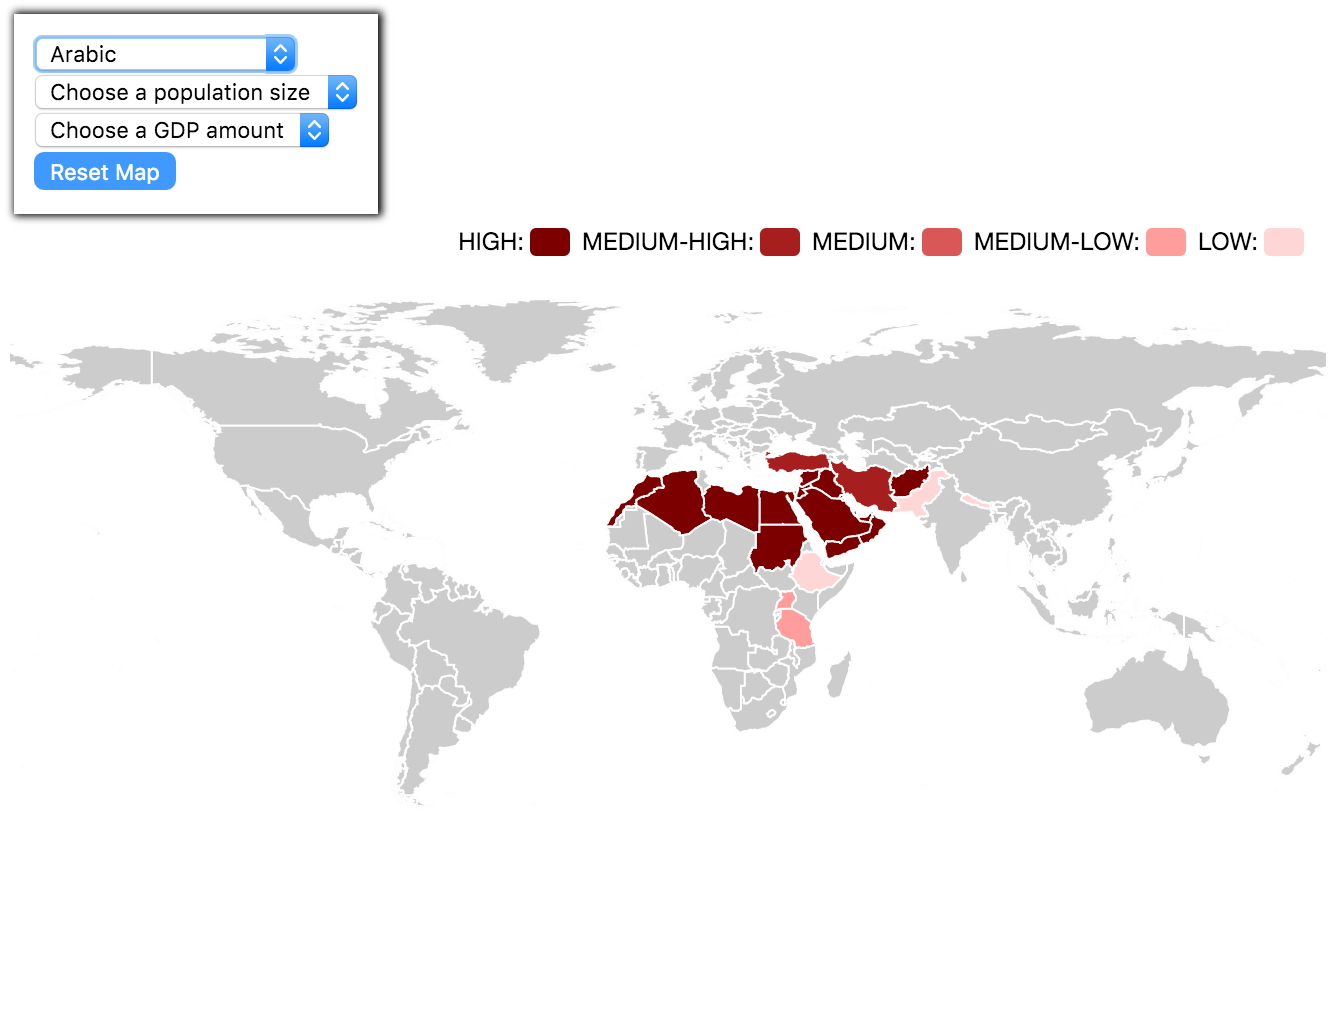 Arabic
Choose a population size
Choose a GDP amount
Reset Map
HIGH: MEDIUM-HIGH: MEDIUM: MEDIUM-LOW: LOW: